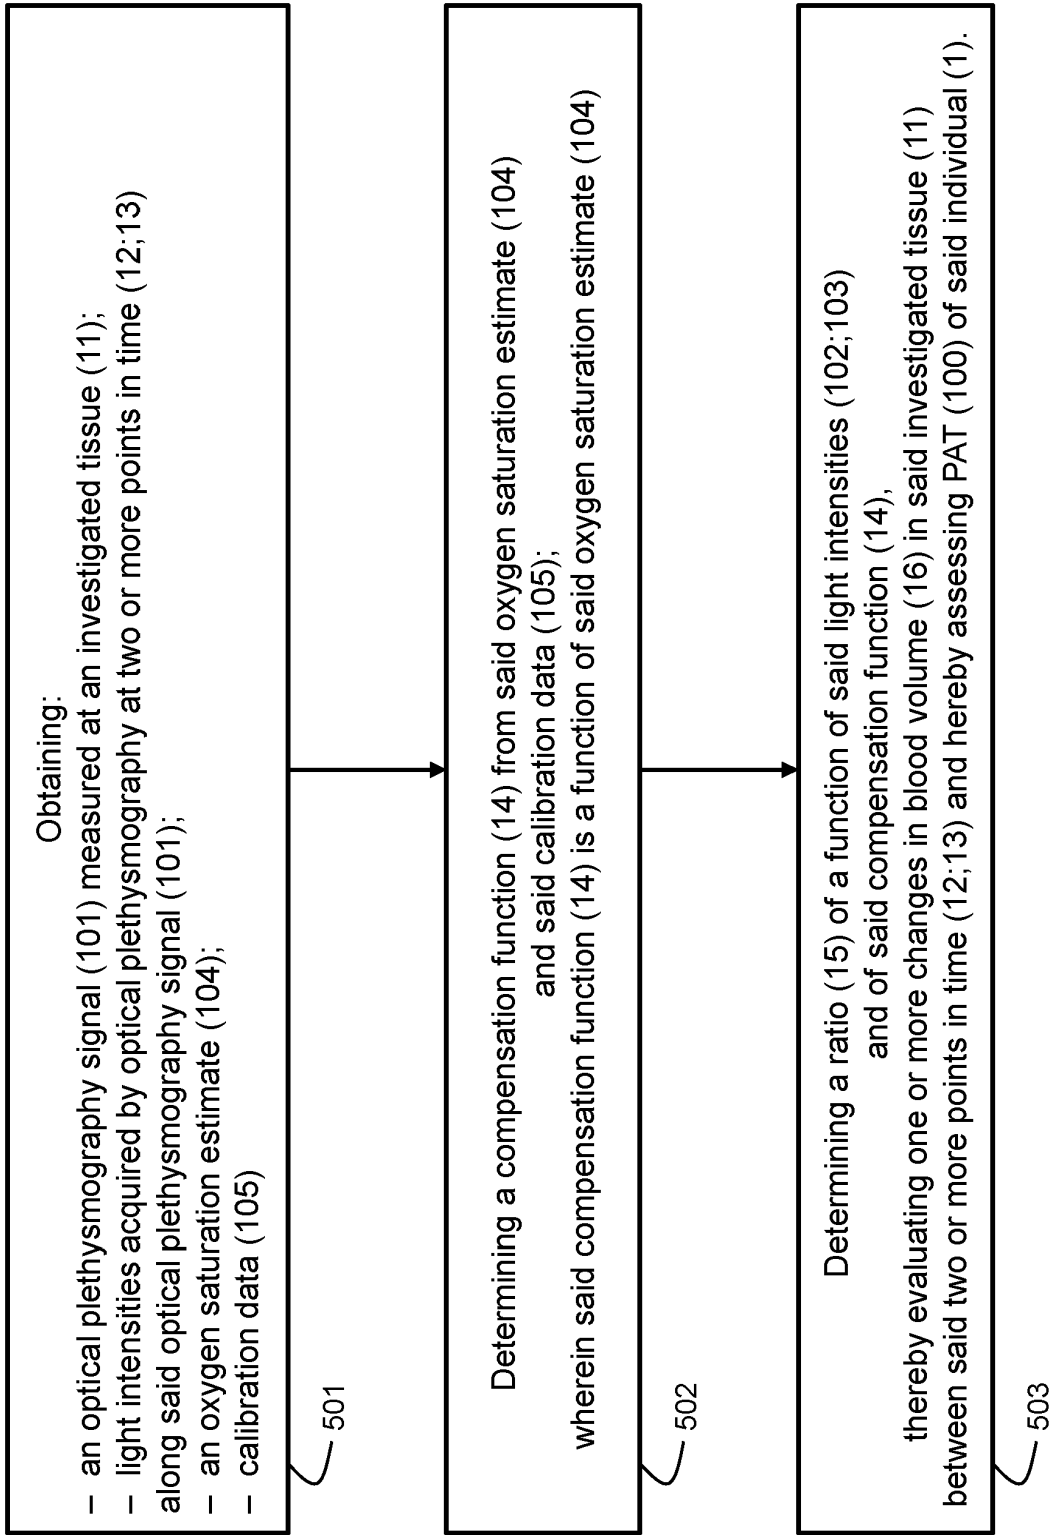 Obtaining:
– an optical plethysmography signal (101) measured at an investigated tissue (11);
– light intensities acquired by optical plethysmography at two or more points in time (12;13)
along said optical plethysmography signal (101);
– an oxygen saturation estimate (104);
– calibration data (105)
501
Determining a compensation function (14) from said oxygen saturation estimate (104)
and said calibration data (105);
wherein said compensation function (14) is a function of said oxygen saturation estimate (104)
502
Determining a ratio (15) of a function of said light intensities (102;103)
and of said compensation function (14),
thereby evaluating one or more changes in blood volume (16) in said investigated tissue (11)
between said two or more points in time (12;13) and hereby assessing PAT (100) of said individual (1).
503